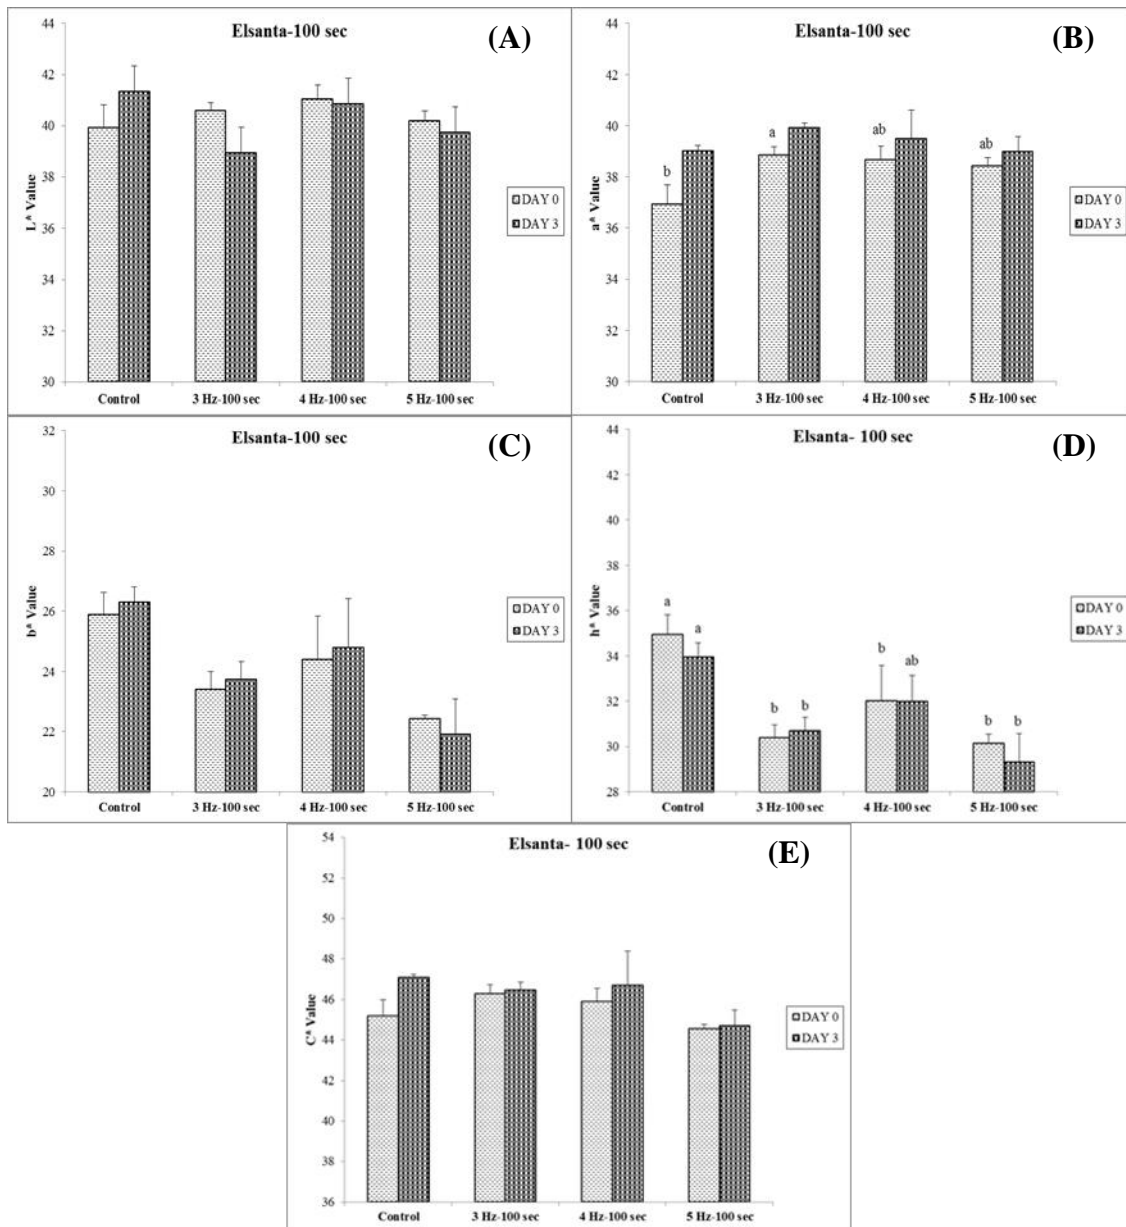 Elsanta-100 sec
(A)
44
42
40
38
36
34
32
30
L* Value
Control
3 Hz-100 sec
4 Hz-100 sec
5 Hz-100 sec
DAY 0
DAY 3
Elsanta-100 sec
(B)
44
42
40
38
36
34
32
30
a* Value
b
a
ab
ab
Control
3 Hz-100 sec
4 Hz-100 sec
5 Hz-100 sec
DAY 0
DAY 3
Elsanta-100 sec
(C)
32
30
28
26
24
22
20
b* Value
Control
3 Hz-100 sec
4 Hz-100 sec
5 Hz-100 sec
DAY 0
DAY 3
Elsanta- 100 sec
(D)
44
42
40
38
36
34
32
30
28
h* Value
a
a
b
b
b
ab
b
b
Control
3 Hz-100 sec
4 Hz-100 sec
5 Hz-100 sec
DAY 0
DAY 3
Elsanta- 100 sec
(E)
54
52
50
48
46
44
42
40
38
36
C* Value
Control
3 Hz-100 sec
4 Hz-100 sec
5 Hz-100 sec
DAY 0
DAY 3